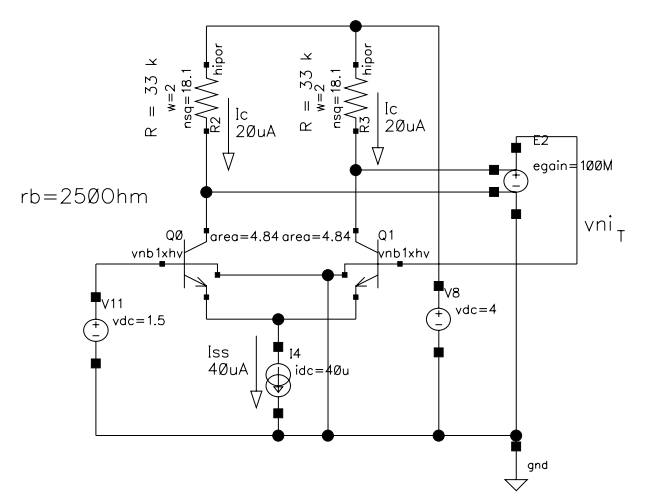 R = 33 k
w=2
nsq=18.1
hipor
R2
Ic
20uA
R = 33 k
w=2
nsq=18.1
hipor
R3
Ic
20uA
E2
egain=100M
rb=250Ohm
vni T
Q0
area=4.84
area=4.84
Q1
vnb1xhv
vnb1xhv
V11
vdc=1.5
V8
vdc=4
Iss
40uA
I4
idc=40u
gnd